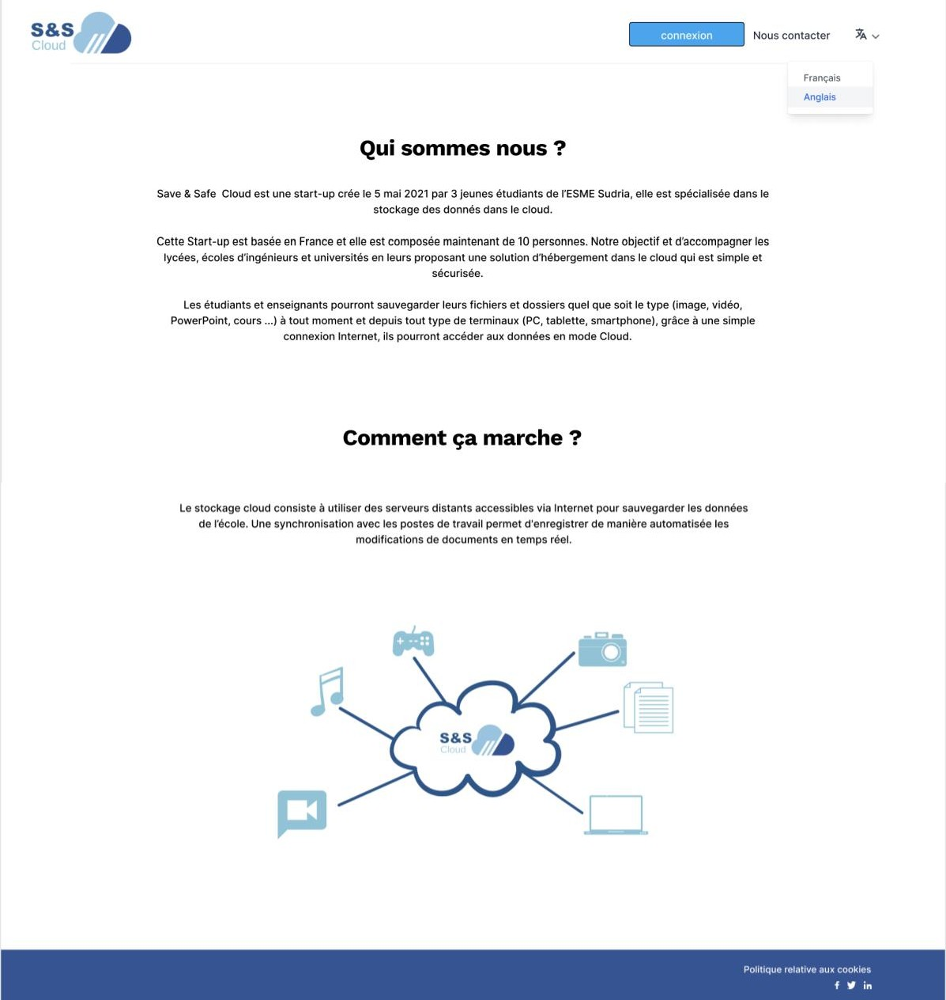 S&S
Cloud
connexion
Nous contacter
Français
Anglais
Qui sommes nous ?
Save & Safe  Cloud est une start-up crée le 5 mai 2021 par 3 jeunes étudiants de l’ESME Sudria, elle est spécialisée dans le
stockage des donnés dans le cloud.
Cette Start-up est basée en France et elle est composée maintenant de 10 personnes. Notre objectif et d’accompagner les
lycées, écoles d’ingénieurs et universités en leurs proposant une solution d’hébergement dans le cloud qui est simple et
sécurisée.
Les étudiants et enseignants pourront sauvegarder leurs fichiers et dossiers quel que soit le type (image, vidéo,
PowerPoint, cours ...) à tout moment et depuis tout type de terminaux (PC, tablette, smartphone), grâce à une simple
connexion Internet, ils pourront accéder aux données en mode Cloud.
Comment ça marche ?
Le stockage cloud consiste à utiliser des serveurs distants accessibles via Internet pour sauvegarder les données
de l’école. Une synchronisation avec les postes de travail permet d'enregistrer de manière automatisée les
modifications de documents en temps réel.
S&S
Cloud
Politique relative aux cookies